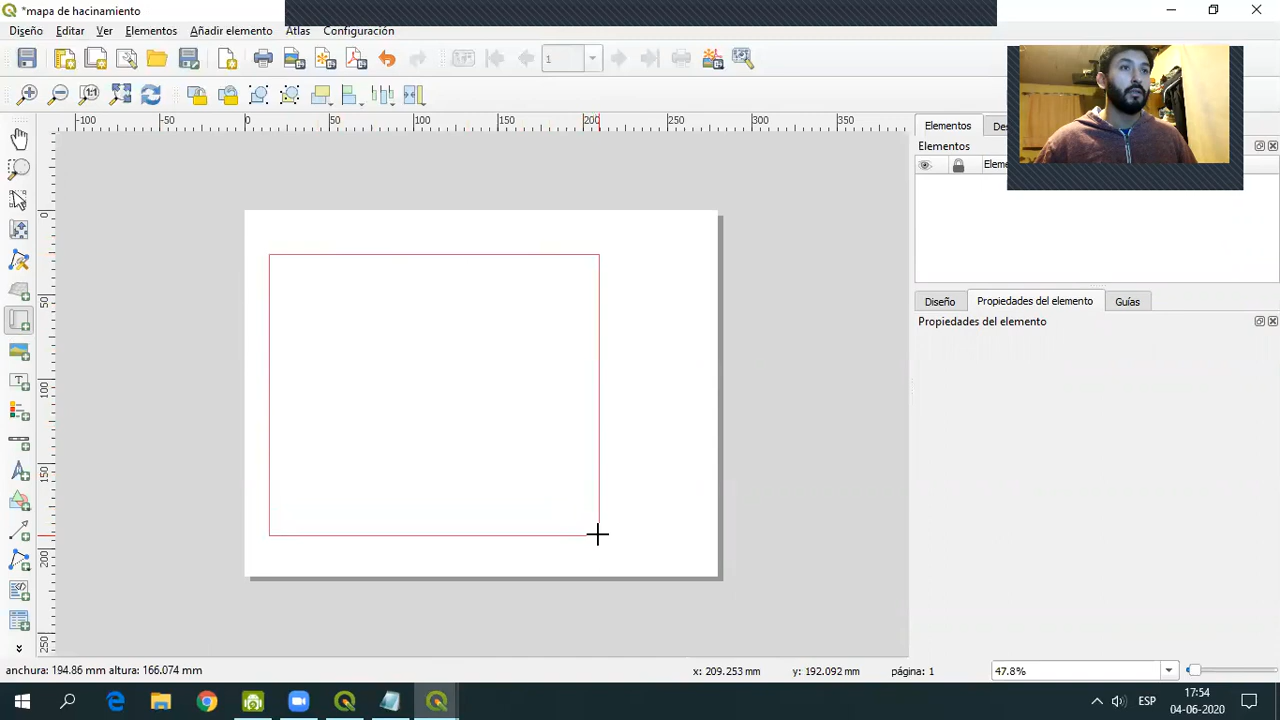 *mapa de hacinamiento
Diseño Editar Ver Elementos Añadir elemento Atlas Configuración
1
-100 -50 0 50 100 150 200 250 300 350
0
50
100
150
200
250
Elementos
Elementos
Diseño Propiedades del elemento Guías
Propiedades del elemento
anchura: 194.86 mm altura: 166.074 mm x: 209.253 mm y: 192.092 mm página: 1 47.8%
ESP
17:54
04-06-2020